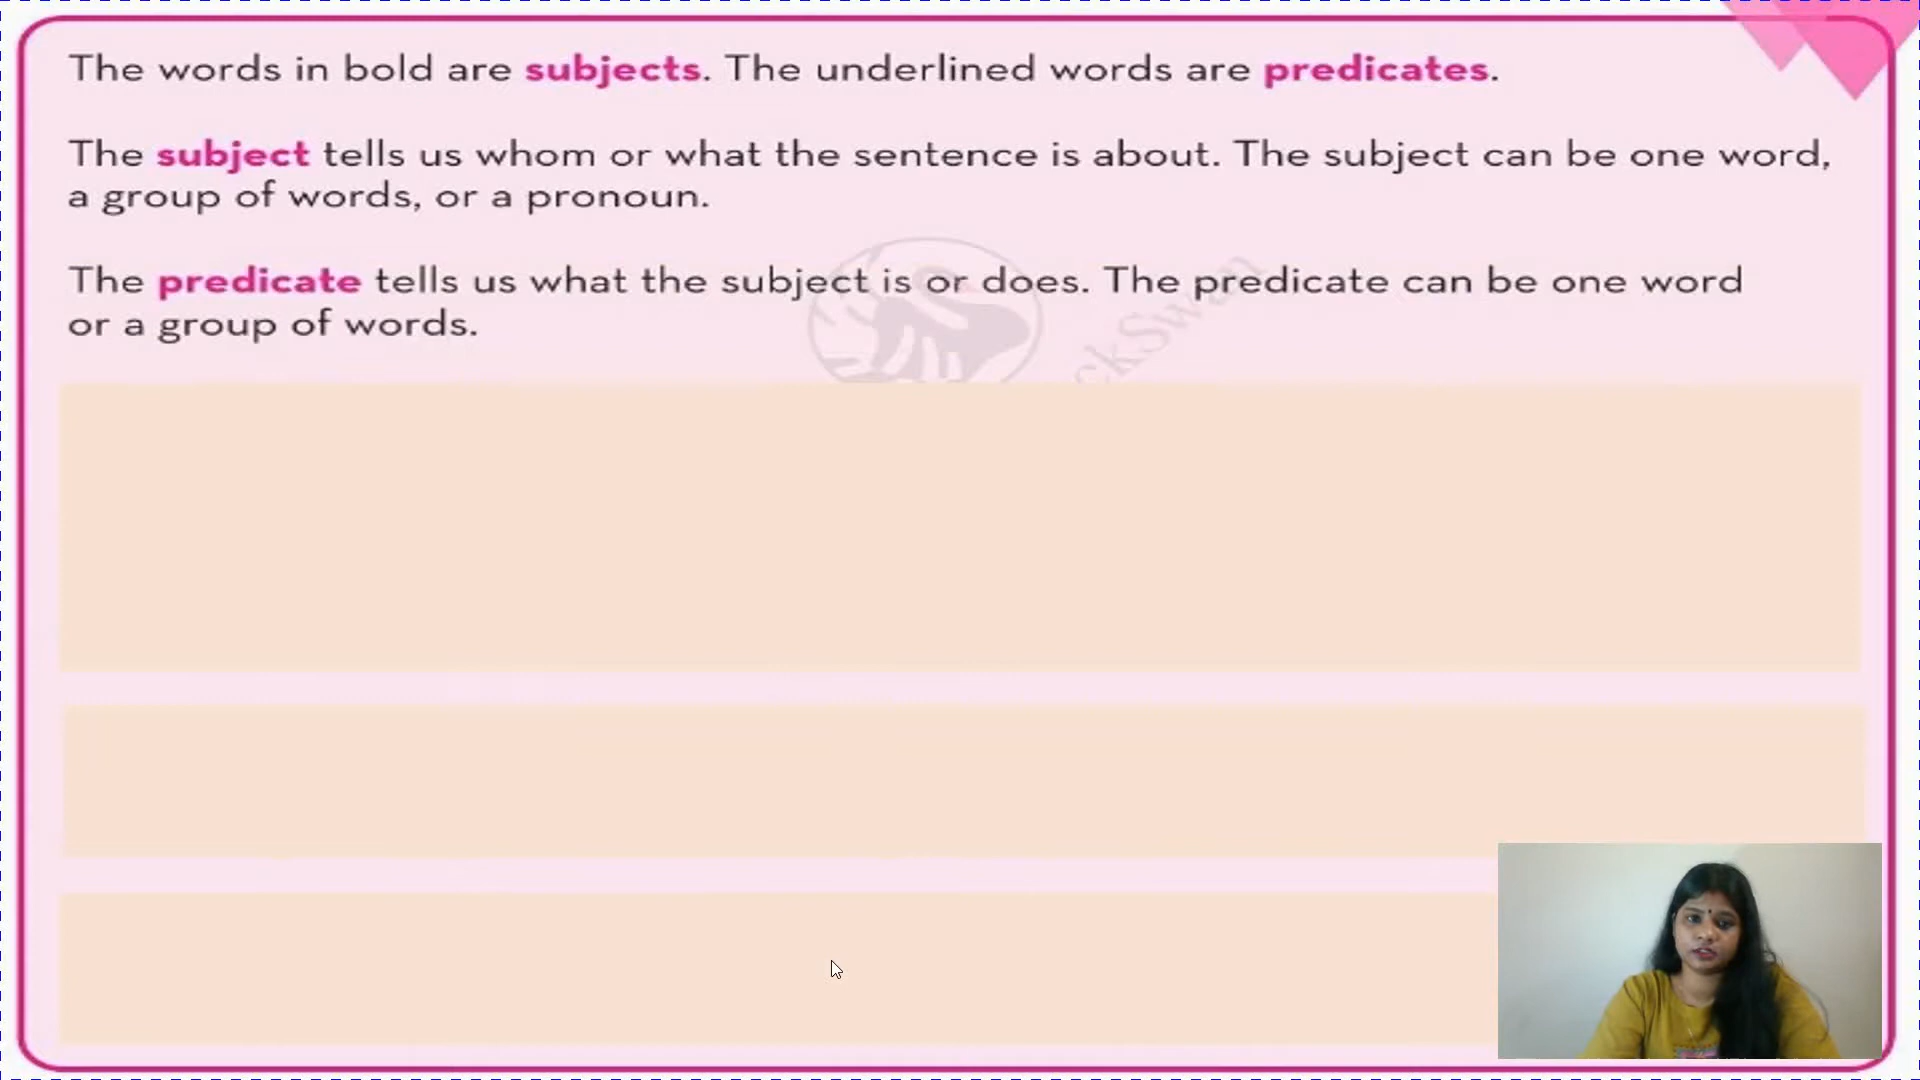 The words in bold are subjects. The underlined words are predicates.
The subject tells us whom or what the sentence is about. The subject can be one word,
a group of words, or a pronoun.
The predicate tells us what the subject is or does. The predicate can be one word
or a group of words.